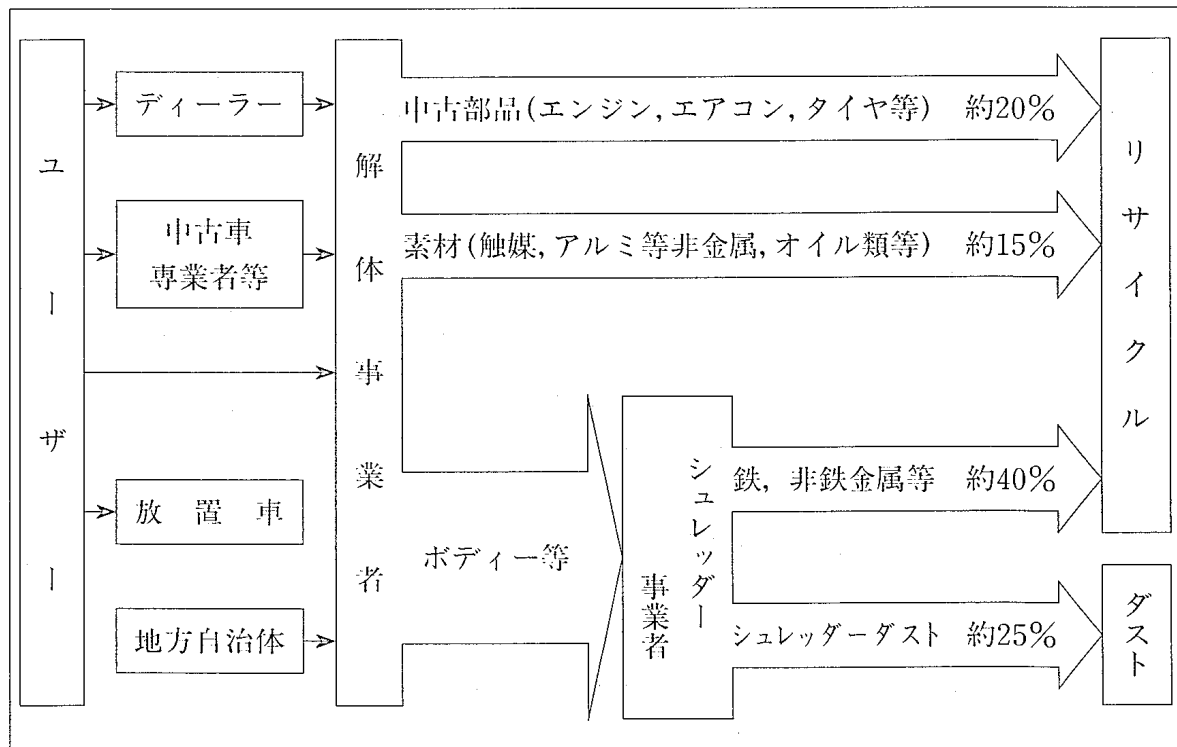 ユーザー
ディーラー
中古車
専業者等
放置車
地方自治体
解体事業者
中古部品(エンジン,エアコン,タイヤ等) 約20%
素材(触媒,アルミ等非金属,オイル類等) 約15%
ボディー等
シュレッダー
事業者
鉄,非鉄金属等 約40%
シュレッダーダスト 約25%
リサイクル
ダスト